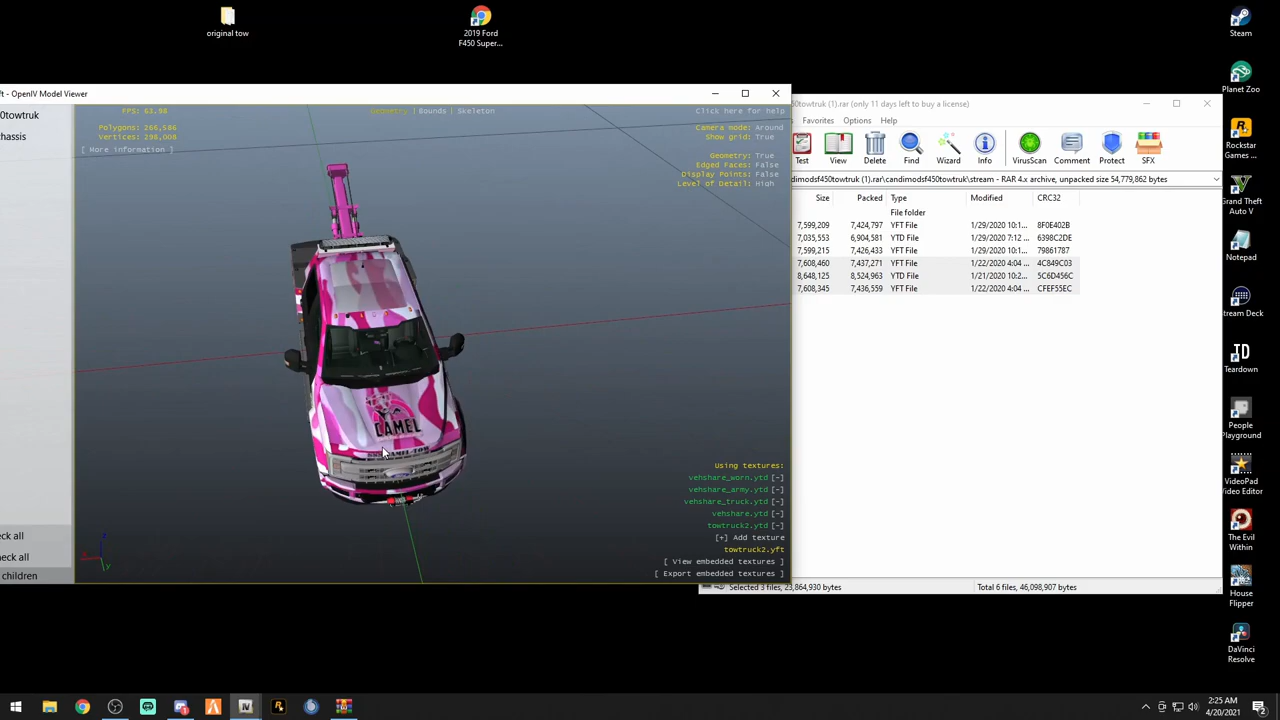 original tow
2019 Ford
F450 Super...
Steam
Planet Zoo
Rockstar
Games ...
Grand Theft
Auto V
Notepad
tream Deck
Teardown
People
Playground
VideoPad
Video Editor
The Evil
Within
House
Flipper
DaVinci
Resolve
ft - OpenIV Model Viewer
0towtruk
hassis
eck all
heck all
children
FPS: 61.98
Polygons: 266,586
Vertices: 298,008
[ More information ]
Geometry | Bounds | Skeleton
Click here for help
Camera mode: Around
Show grid: True
Geometry: True
Edged Faces: False
Display Points: False
Level of Detail: High
CAMEL
Using textures:
vehshare_worn.ytd [-]
vehshare_army.ytd [-]
vehshare_truck.ytd [-]
vehshare.ytd [-]
towtruck2.ytd [-]
[+] Add texture
towtruck2.yft
[ View embedded textures ]
[ Export embedded textures ]
50towtruk (1).rar (only 11 days left to buy a license)
Favorites Options Help
Test View Delete Find Wizard Info VirusScan Comment Protect SFX
ndimodsf450towtruk (1).rar\candimodsf450towtruk\stream - RAR 4.x archive, unpacked size 54,779,862 bytes
Size Packed Type Modified CRC32
File folder
7,599,209 7,424,797 YFT File 1/29/2020 10:1... 8F0E402B
7,035,553 6,904,581 YTD File 1/29/2020 7:12 ... 6398C2DE
7,599,215 7,426,433 YFT File 1/29/2020 10:1... 79861787
7,608,460 7,437,271 YFT File 1/22/2020 4:04 ... 4C849C03
8,648,125 8,524,963 YTD File 1/21/2020 10:2... 5C6D456C
7,608,345 7,436,559 YFT File 1/22/2020 4:04 ... CFEF55EC
Selected 3 files, 23,864,930 bytes
Total 6 files, 46,098,907 bytes
2:25 AM
4/20/2021